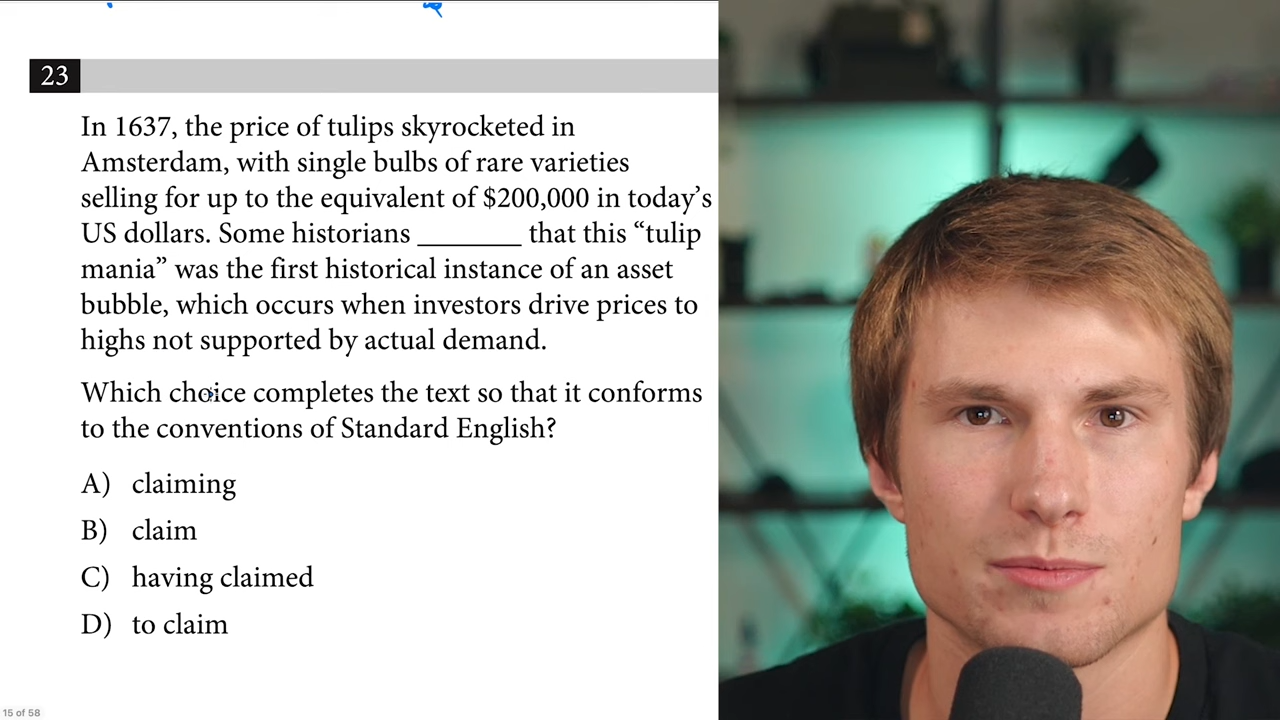 23
In 1637, the price of tulips skyrocketed in
Amsterdam, with single bulbs of rare varieties
selling for up to the equivalent of $200,000 in today’s
US dollars. Some historians _______ that this “tulip
mania” was the first historical instance of an asset
bubble, which occurs when investors drive prices to
highs not supported by actual demand.
Which choice completes the text so that it conforms
to the conventions of Standard English?
A) claiming
B) claim
C) having claimed
D) to claim
15 of 58